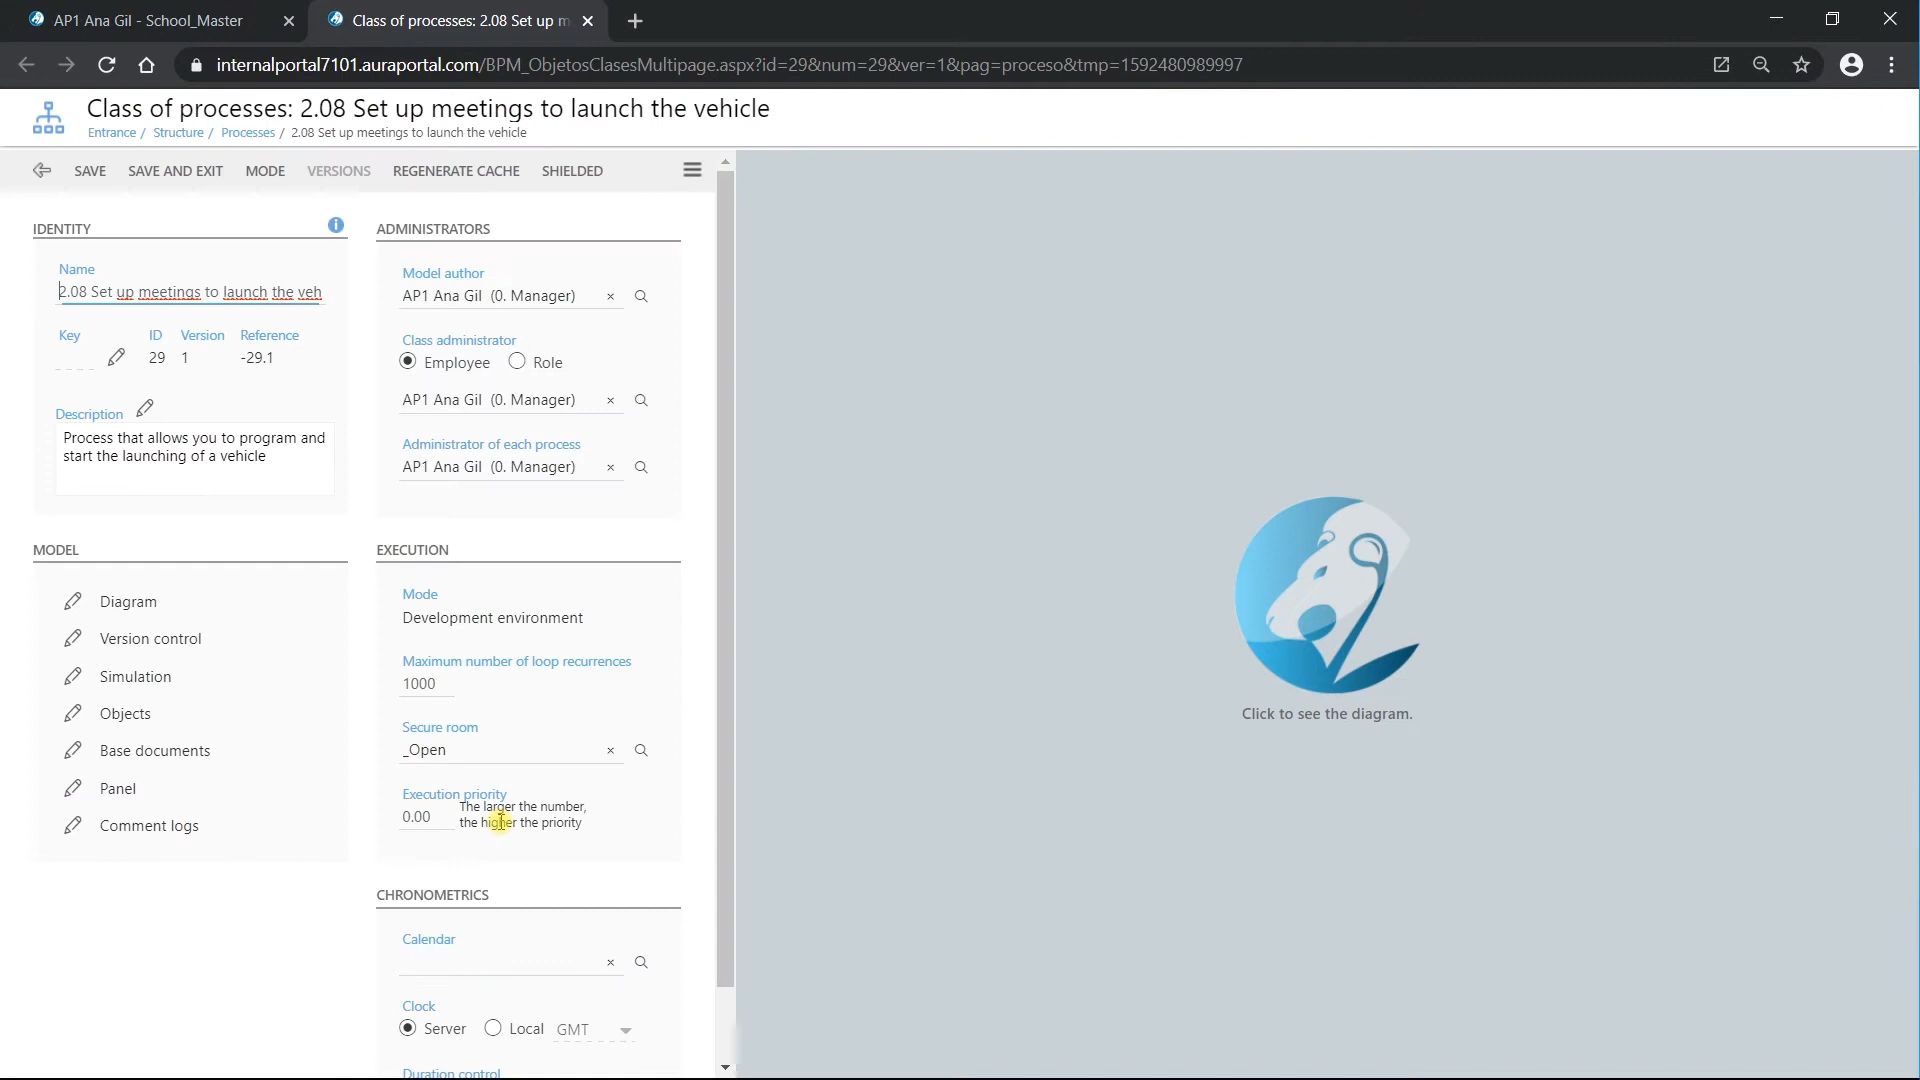 AP1 Ana Gil - School_Master
Class of processes: 2.08 Set up m
internalportal7101.auraportal.com/BPM_ObjetosClasesMultipage.aspx?id=29&num=29&ver=1&pag=proceso&tmp=1592480989997
Class of processes: 2.08 Set up meetings to launch the vehicle
Entrance / Structure / Processes / 2.08 Set up meetings to launch the vehicle
SAVE SAVE AND EXIT MODE VERSIONS REGENERATE CACHE SHIELDED
IDENTITY
Name
2.08 Set up meetings to launch the veh
Key ID Version Reference
29 1 -29.1
Description
Process that allows you to program and
start the launching of a vehicle
ADMINISTRATORS
Model author
AP1 Ana Gil (0. Manager)
Class administrator
Employee Role
AP1 Ana Gil (0. Manager)
Administrator of each process
AP1 Ana Gil (0. Manager)
MODEL
Diagram
Version control
Simulation
Objects
Base documents
Panel
Comment logs
EXECUTION
Mode
Development environment
Maximum number of loop recurrences
1000
Secure room
_Open
Execution priority
0.00
The larger the number,
the higher the priority
CHRONOMETRICS
Calendar
Clock
Server Local GMT
Duration control
Click to see the diagram.